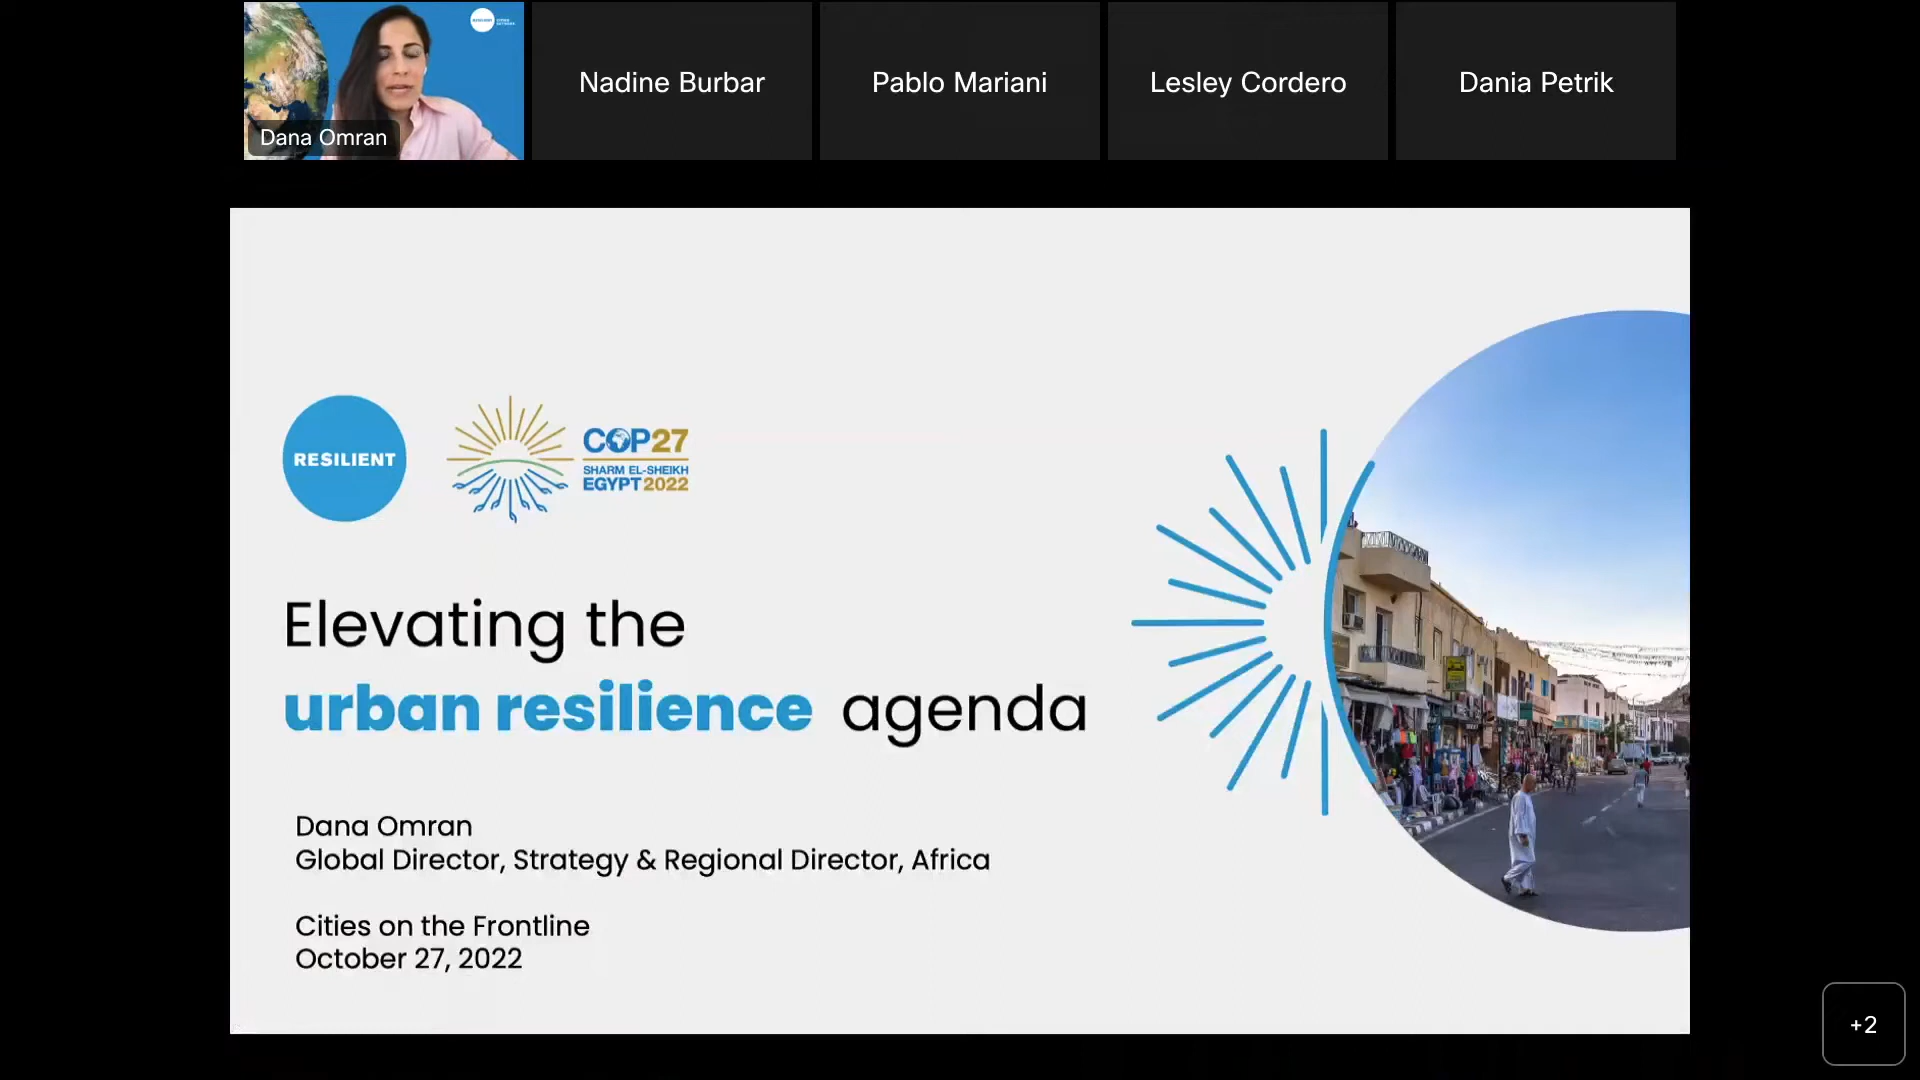 Dana Omran
Nadine Burbar
Pablo Mariani
Lesley Cordero
Dania Petrik
RESILIENT
COP27
SHARM EL-SHEIKH
EGYPT 2022
Elevating the
urban resilience agenda
Dana Omran
Global Director, Strategy & Regional Director, Africa
Cities on the Frontline
October 27, 2022
+2